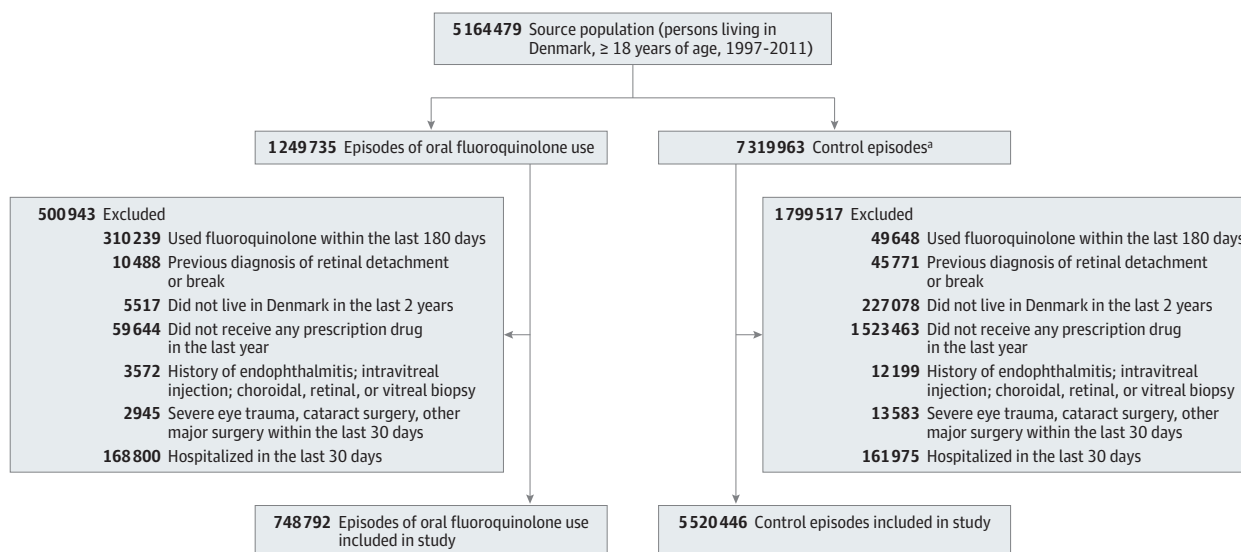 5164479 Source population (persons living in
Denmark, ≥ 18 years of age, 1997-2011)
1249735 Episodes of oral fluoroquinolone use
7319963 Control episodesa
500943 Excluded
310239 Used fluoroquinolone within the last 180 days
10488 Previous diagnosis of retinal detachment
or break
5517 Did not live in Denmark in the last 2 years
59644 Did not receive any prescription drug
in the last year
3572 History of endophthalmitis; intravitreal
injection; choroidal, retinal, or vitreal biopsy
2945 Severe eye trauma, cataract surgery, other
major surgery within the last 30 days
168800 Hospitalized in the last 30 days
1799517 Excluded
49648 Used fluoroquinolone within the last 180 days
45771 Previous diagnosis of retinal detachment
or break
227078 Did not live in Denmark in the last 2 years
1523463 Did not receive any prescription drug
in the last year
12199 History of endophthalmitis; intravitreal
injection; choroidal, retinal, or vitreal biopsy
13583 Severe eye trauma, cataract surgery, other
major surgery within the last 30 days
161975 Hospitalized in the last 30 days
748792 Episodes of oral fluoroquinolone use
included in study
5520446 Control episodes included in study